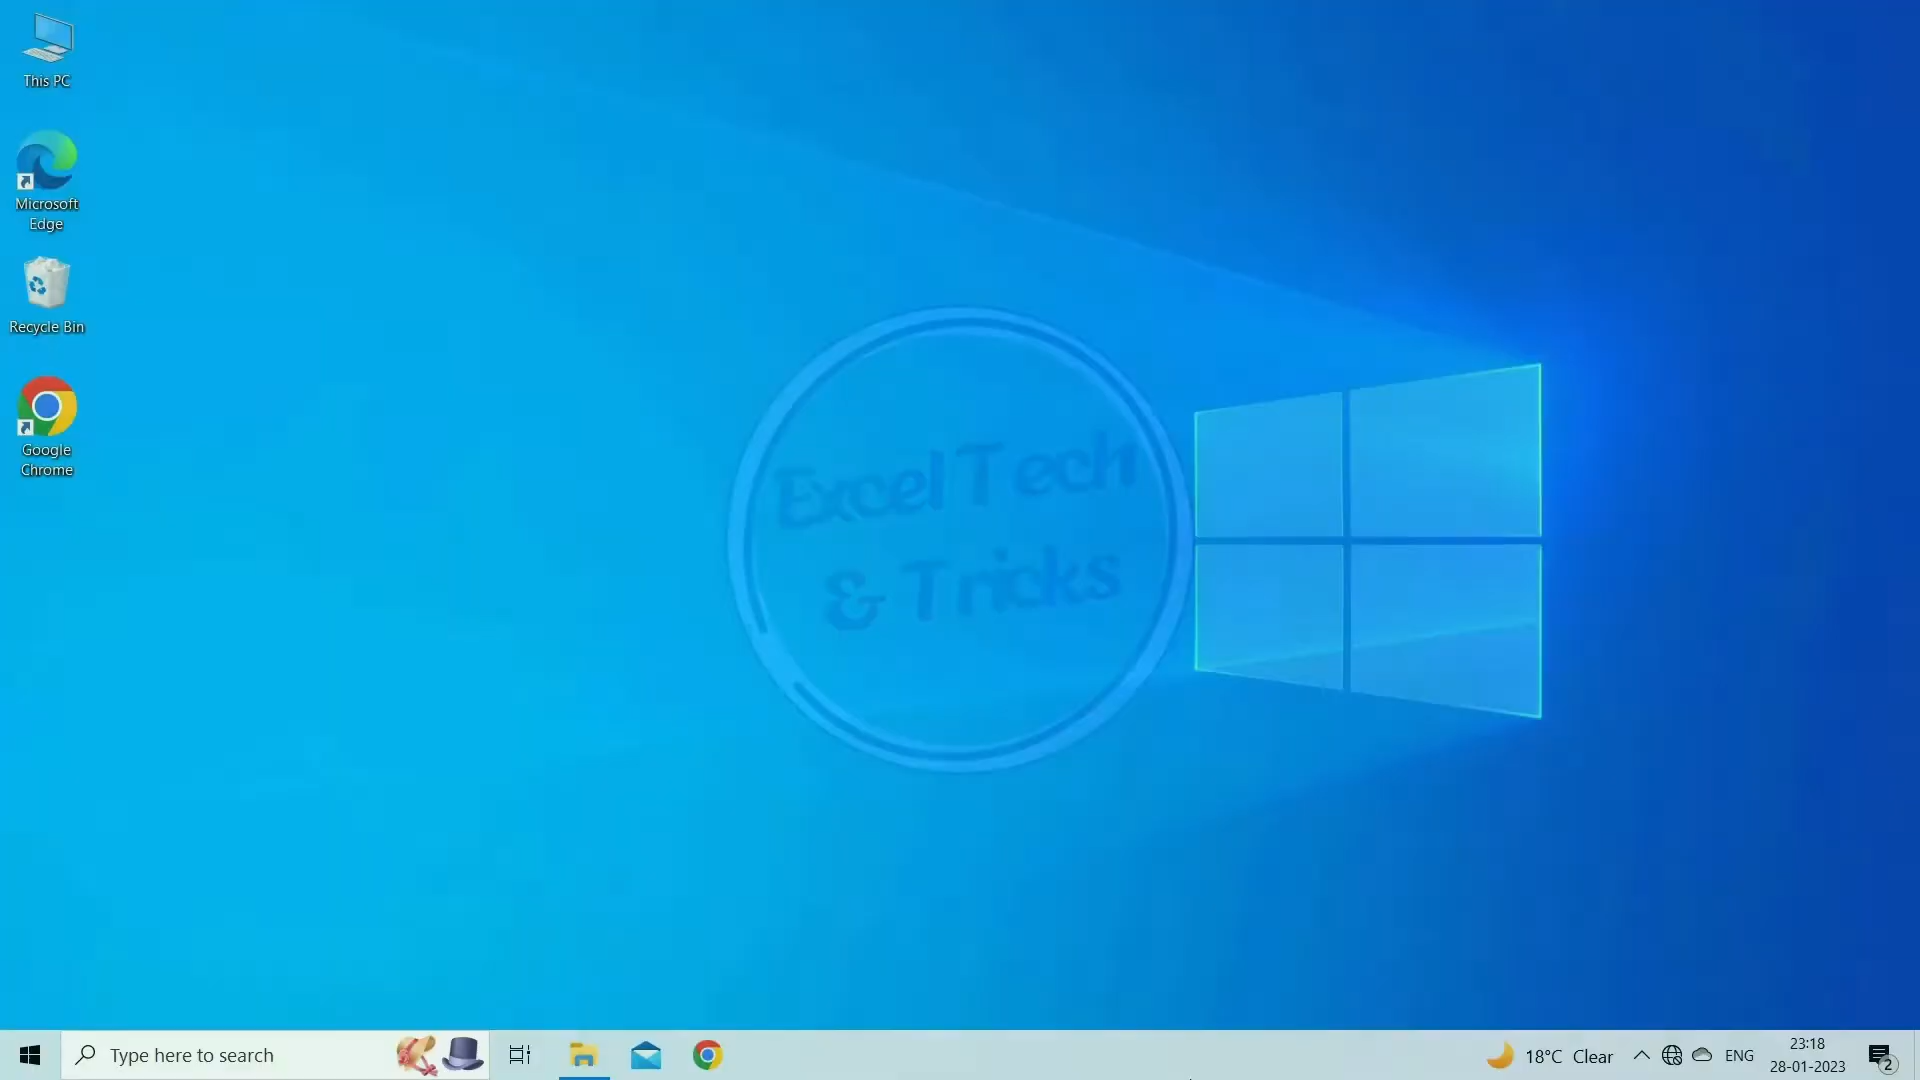 This PC
Microsoft
Edge
Recycle Bin
Google
Chrome
Excel Tech
& Tricks
Type here to search
18°C Clear
ENG
23:18
28-01-2023
2